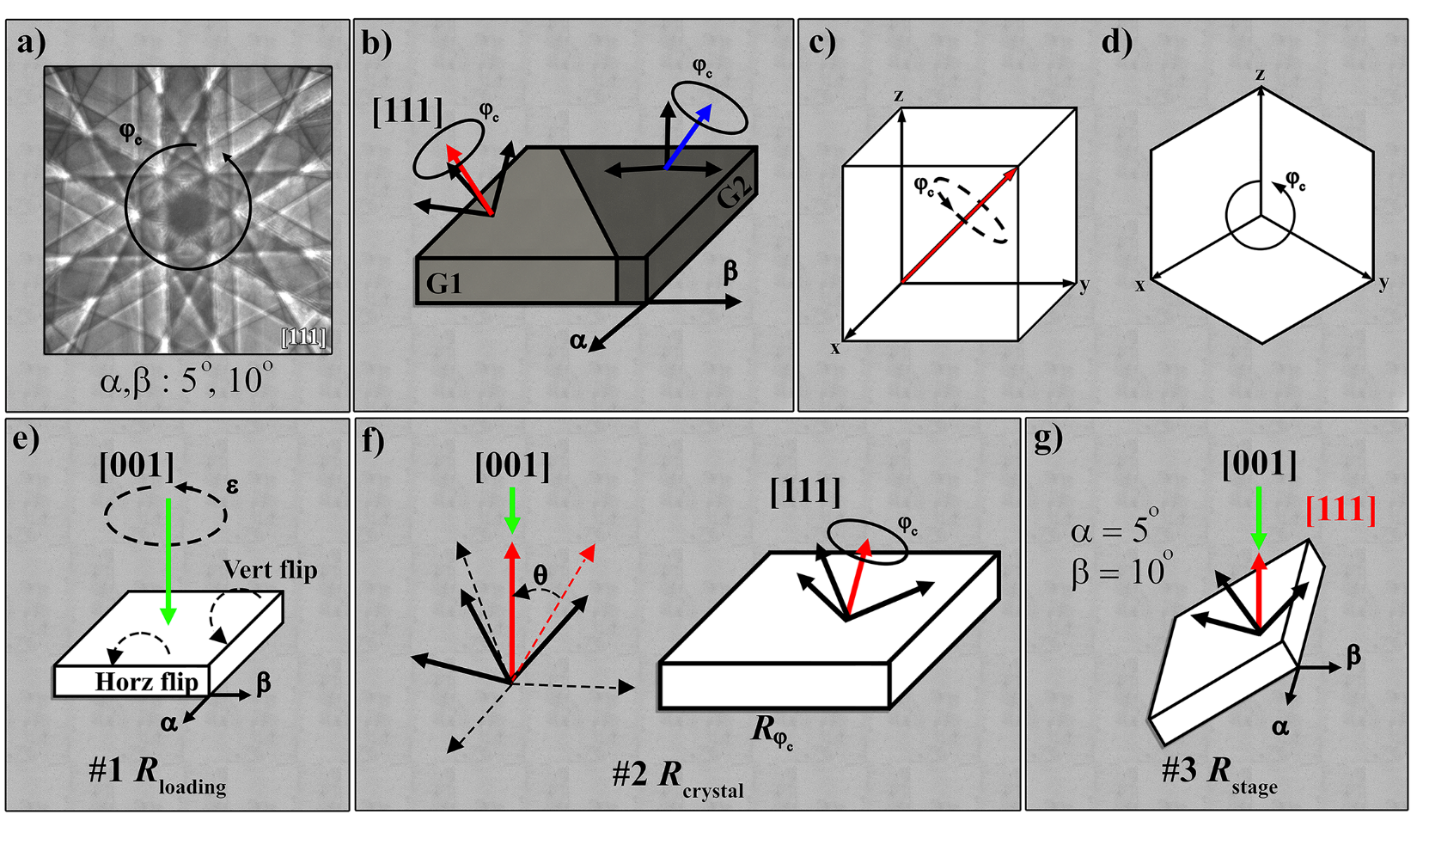 a)
φc
[111]
α,β : 5°, 10°
b)
[111]
φc
φc
G1
G2
β
α
c)
z
φc
y
x
d)
z
φc
x
y
e)
[001]
ε
Vert flip
Horz flip
β
α
#1 Rloading
f)
[001]
θ
[111]
φc
Rφc
#2 Rcrystal
g)
[001]
[111]
α = 5°
β = 10°
β
α
#3 Rstage